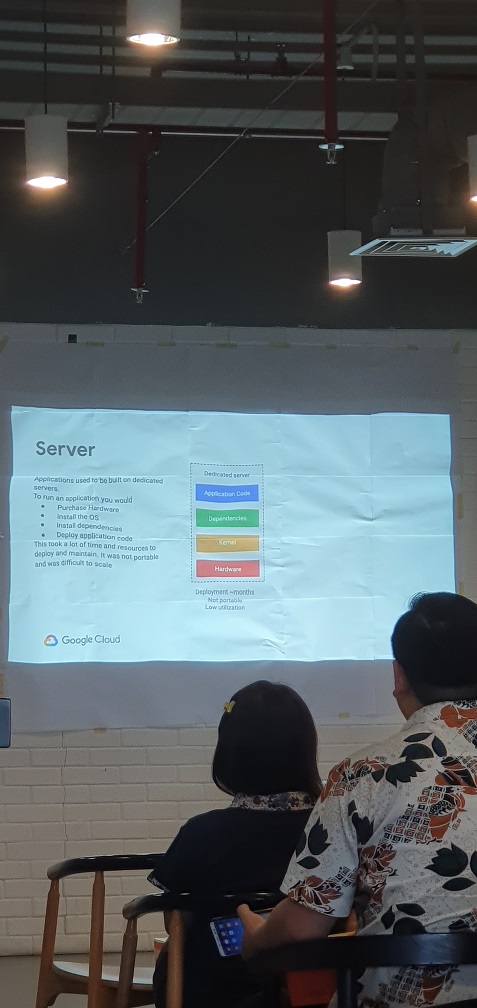 Server
Applications used to be built on dedicated
servers.
To run an application you would
• Purchase Hardware
• Install the OS
• Install dependencies
• Deploy application code
This took a lot of time and resources to
deploy and maintain. It was not portable
and was difficult to scale
Dedicated server
Application Code
Dependencies
Kernel
Hardware
Deployment ~months
Not portable
Low utilization
Google Cloud